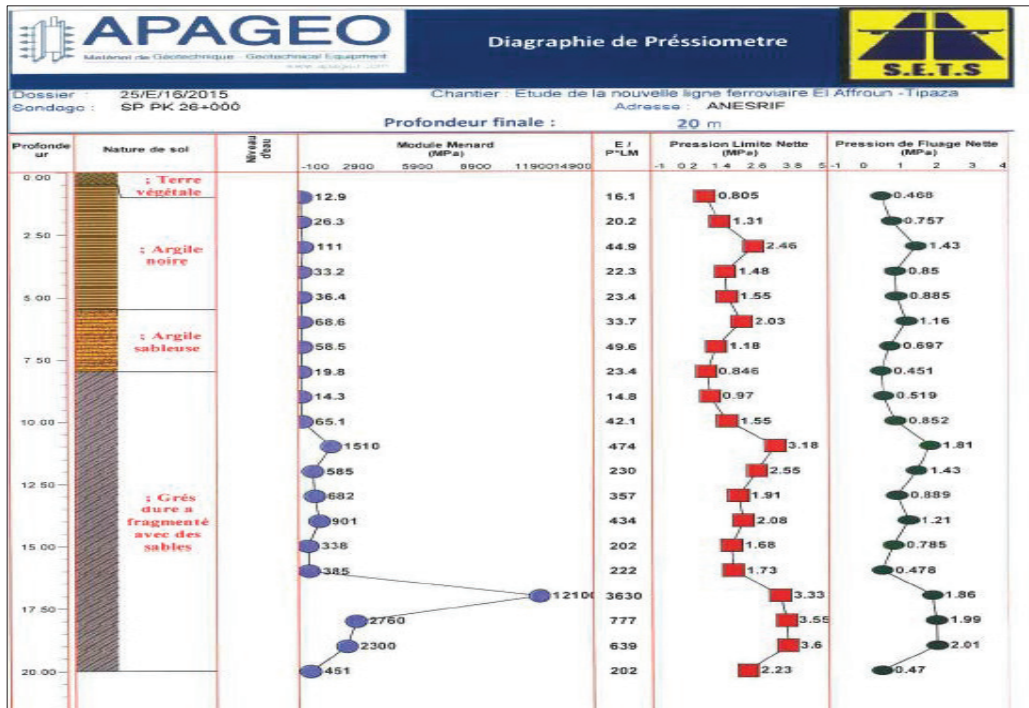 APAGEO
Matériel de Géotechnique - Geotechnical Equipment
www.apageo.com
Diagraphie de Préssiometre
S.E.T.S
Dossier : 25/E/16/2015
Chantier : Etude de la nouvelle ligne ferroviaire El Affroun -Tipaza
Sondage : SP PK 26+000
Adresse : ANESRIF
Profondeur finale : 20 m
Profonde ur
Nature de sol
Niveau d'eau
Module Menard (MPa)
-100 2900 5900 8900 11900 14900
E / P*LM
Pression Limite Nette (MPa)
-1 0.2 1.4 2.6 3.8 5
Pression de Fluage Nette (MPa)
-1 0 1 2 3 4
0.00
; Terre végétale
12.9 16.1 0.805 0.468
26.3 20.2 1.31 0.757
2.50
; Argile noire
111 44.9 2.46 1.43
33.2 22.3 1.48 0.85
5.00
36.4 23.4 1.55 0.885
; Argile sableuse
68.6 33.7 2.03 1.16
58.5 49.6 1.18 0.697
7.50
19.8 23.4 0.846 0.451
14.3 14.8 0.97 0.519
10.00
65.1 42.1 1.55 0.852
1510 474 3.18 1.81
585 230 2.55 1.43
12.50
; Grés dure a fragmenté avec des sables
682 357 1.91 0.889
901 434 2.08 1.21
15.00
338 202 1.68 0.785
385 222 1.73 0.478
12100 3630 3.33 1.86
17.50
2760 777 3.55 1.99
2300 639 3.6 2.01
20.00
451 202 2.23 0.47